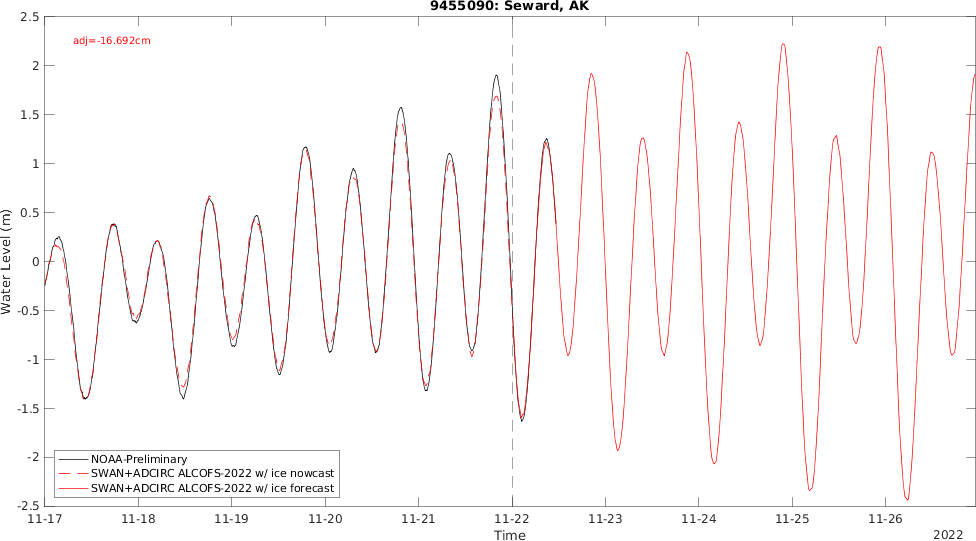 9455090: Seward, AK
adj=-16.692cm
2.5
2
1.5
1
0.5
0
-0.5
-1
-1.5
-2
-2.5
Water Level (m)
NOAA-Preliminary
SWAN+ADCIRC ALCOFS-2022 w/ ice nowcast
SWAN+ADCIRC ALCOFS-2022 w/ ice forecast
11-17 11-18 11-19 11-20 11-21 11-22 11-23 11-24 11-25 11-26
Time
2022